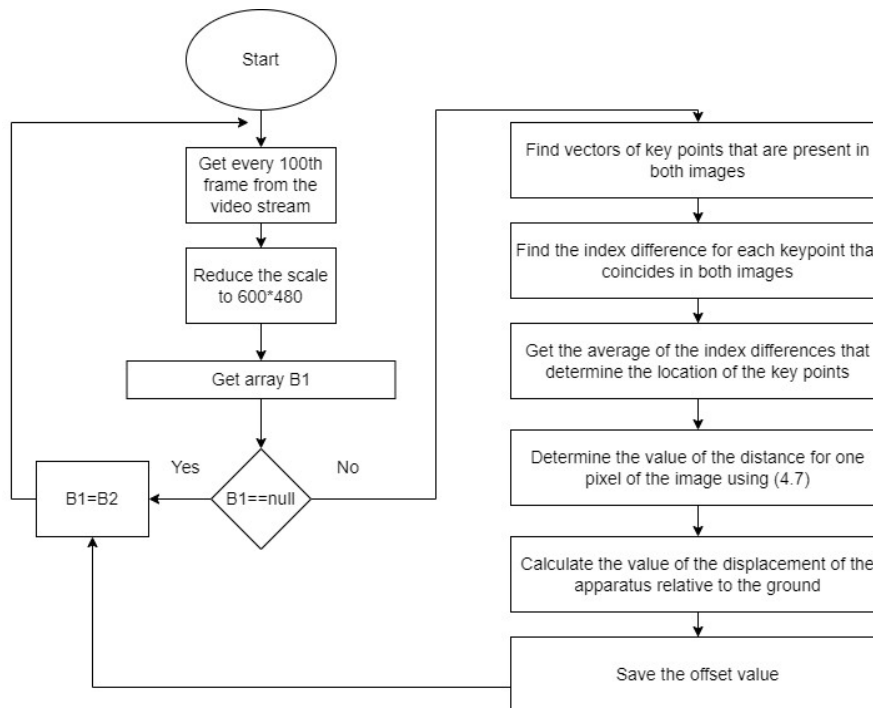 Start
Get every 100th
frame from the
video stream
Reduce the scale
to 600*480
Get array B1
Yes
No
B1=B2
B1==null
Find vectors of key points that are present in
both images
Find the index difference for each keypoint tha
coincides in both images
Get the average of the index differences that
determine the location of the key points
Determine the value of the distance for one
pixel of the image using (4.7)
Calculate the value of the displacement of the
apparatus relative to the ground
Save the offset value